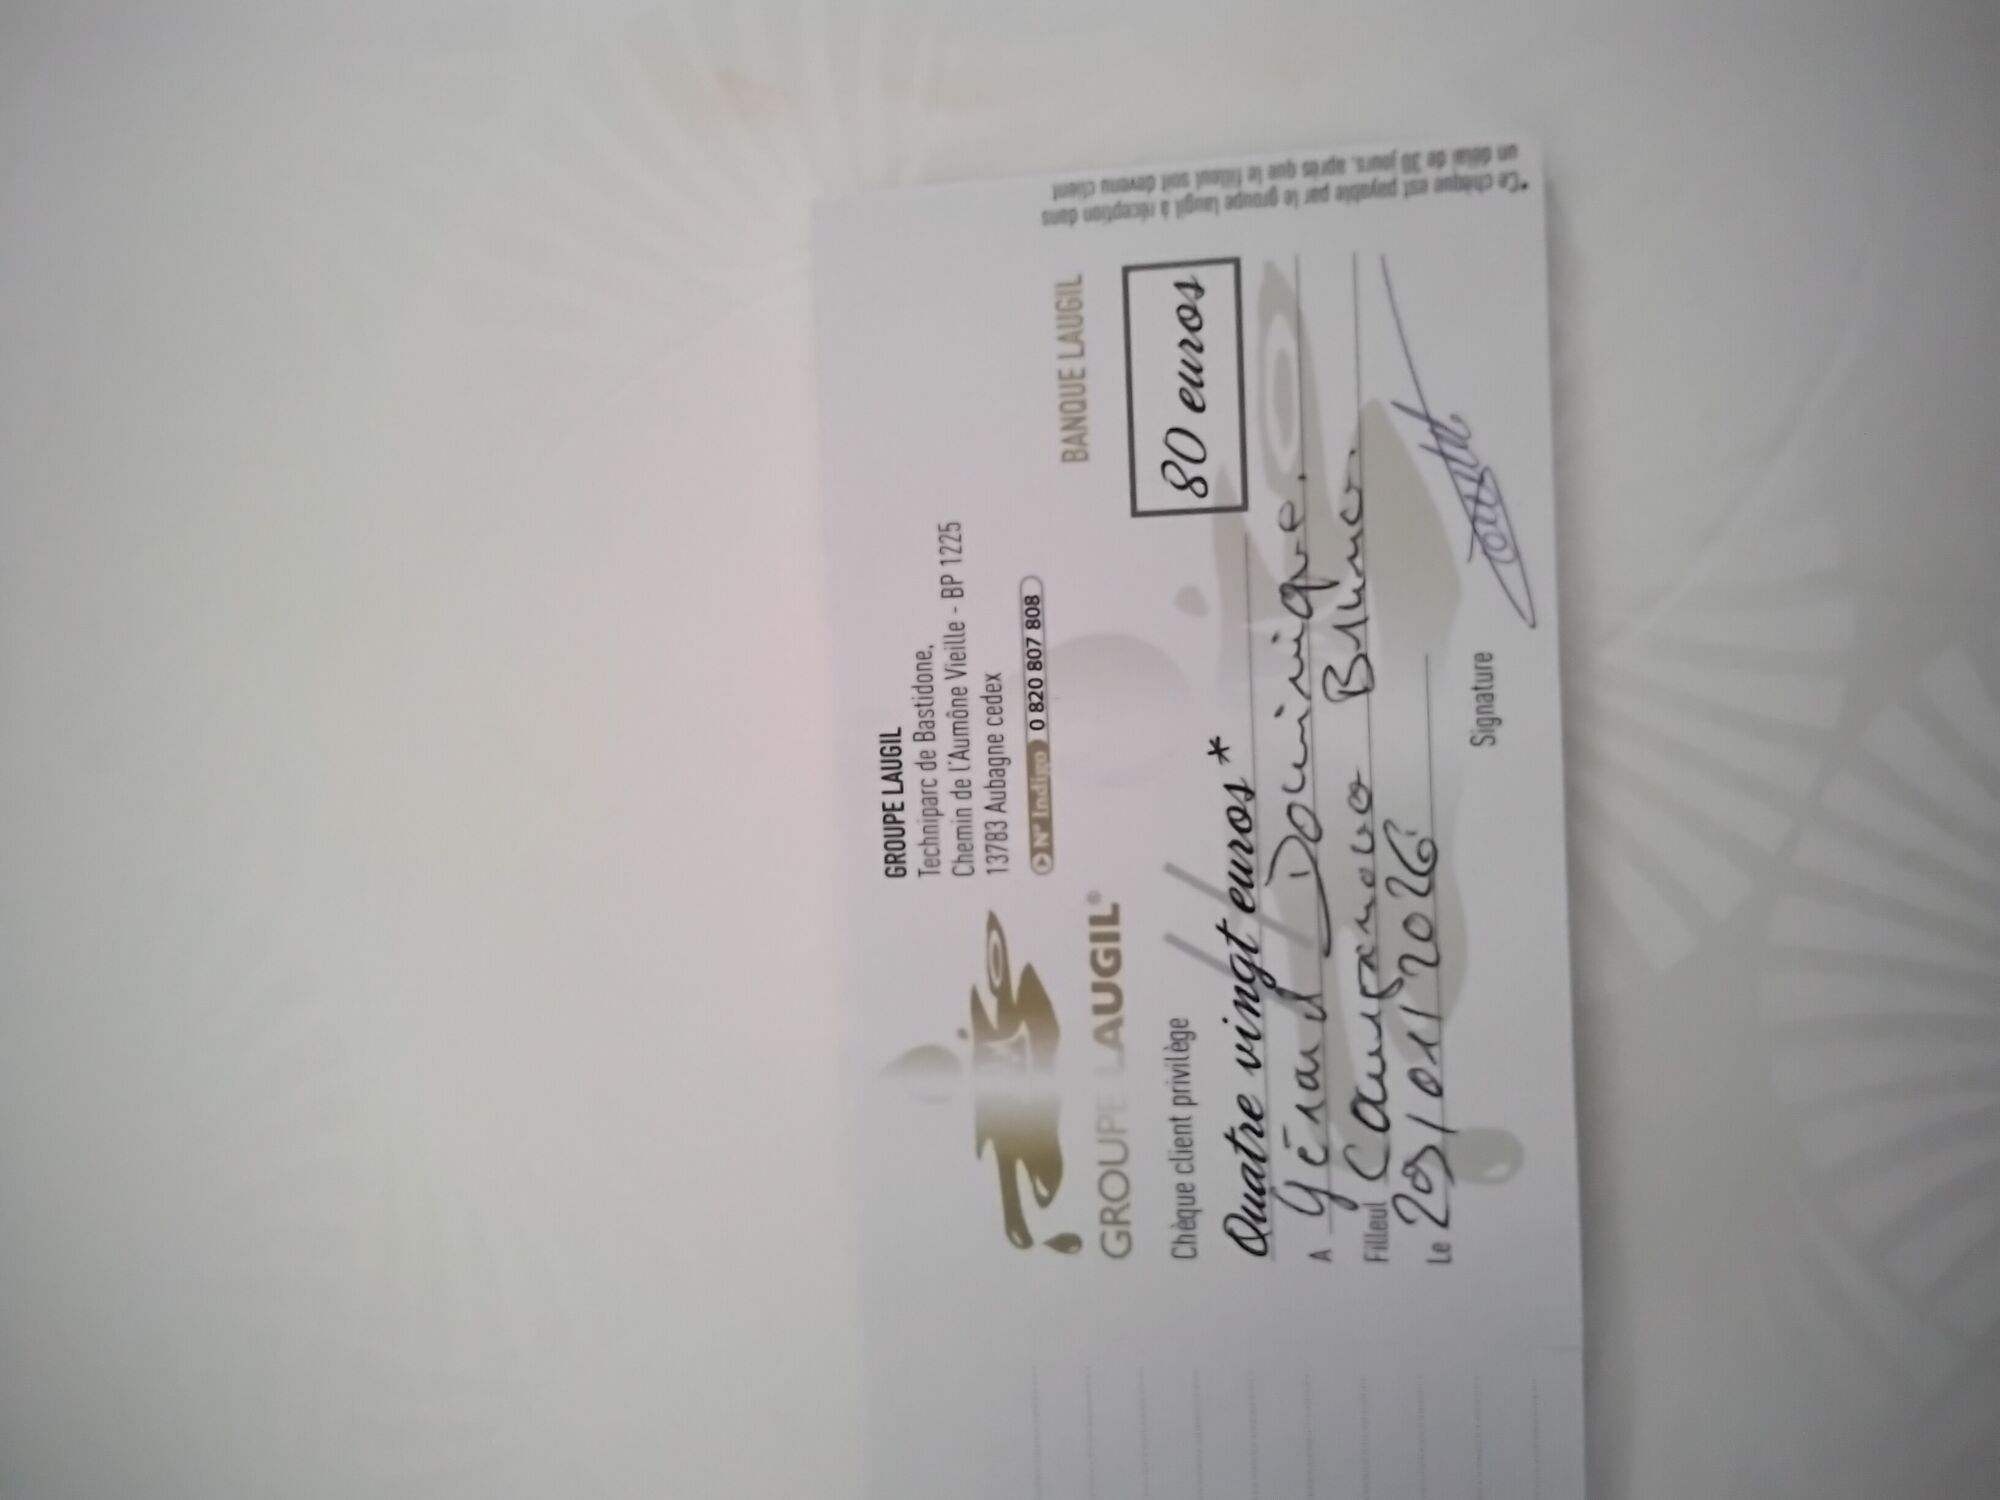 GROUPE LAUGIL
Techniparc de Bastidone,
Chemin de l'Aumône Vieille - BP 1225
13783 Aubagne cedex
N° Indigo 0 820 807 808
GROUPE LAUGIL®
BANQUE LAUGIL
Chèque client privilège
80 euros
Quatre vingt euros*
A Gérard Dominique.
Filleul Bruno.
Le 29/01/2026
Signature
*Ce chèque est payable par le groupe laugil à réception dans
un délai de 30 jours, après que le filleul soit devenu client